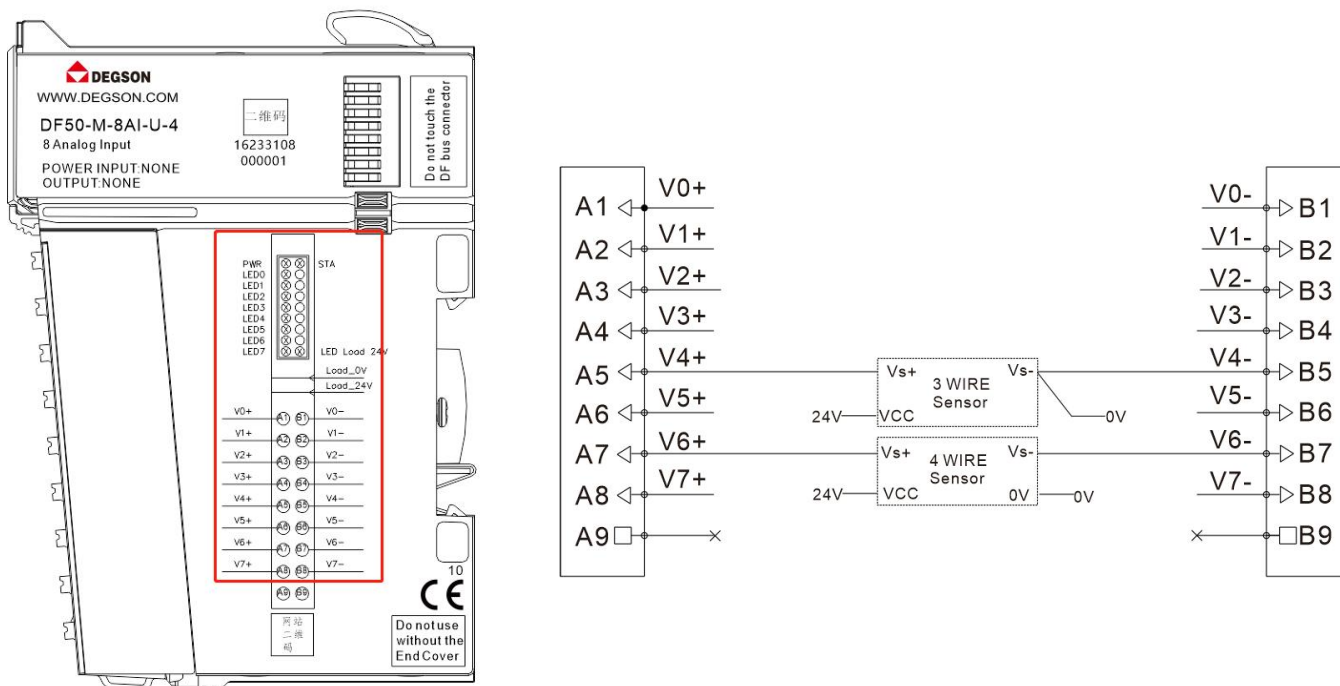 DEGSON
WWW.DEGSON.COM
DF50-M-8AI-U-4
8 Analog Input
POWER INPUT:NONE
OUTPUT:NONE
二维码
16233108
000001
Do not touch the
DF bus connector
PWR STA
LED0
LED1
LED2
LED3
LED4
LED5
LED6
LED7 LED Load 24V
Load_0V
Load_24V
V0+ A1 B1 V0-
V1+ A2 B2 V1-
V2+ A3 B3 V2-
V3+ A4 B4 V3-
V4+ A5 B5 V4-
V5+ A6 B6 V5-
V6+ A7 B7 V6-
V7+ A8 B8 V7-
A9 B9
10
CE
网站
二维
码
Do not use
without the
End Cover
A1 V0+
A2 V1+
A3 V2+
A4 V3+
A5 V4+
A6 V5+
A7 V6+
A8 V7+
A9
Vs+ Vs-
3 WIRE
Sensor
24V VCC 0V
Vs+ Vs-
4 WIRE
Sensor
24V VCC 0V 0V
V0- B1
V1- B2
V2- B3
V3- B4
V4- B5
V5- B6
V6- B7
V7- B8
B9